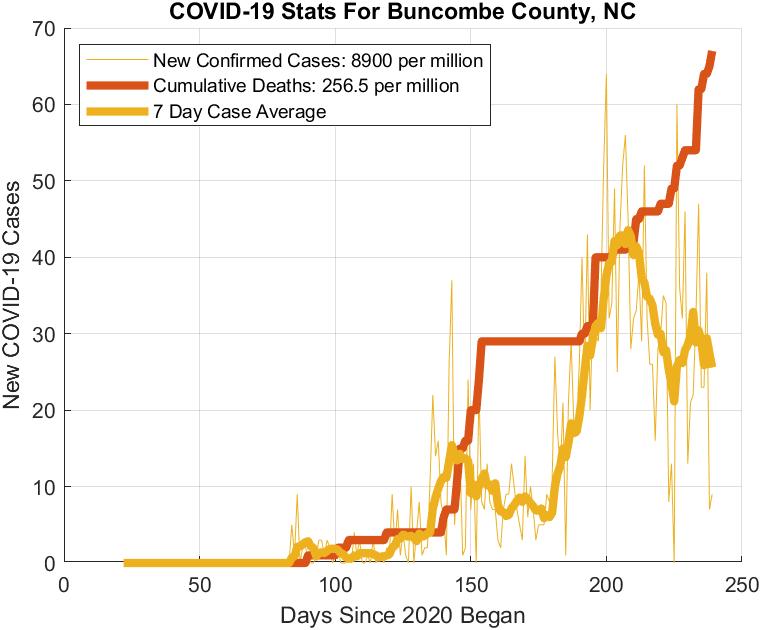 COVID-19 Stats For Buncombe County, NC
70
60
50
40
30
20
10
0
New COVID-19 Cases
New Confirmed Cases: 8900 per million
Cumulative Deaths: 256.5 per million
7 Day Case Average
0 50 100 150 200 250
Days Since 2020 Began